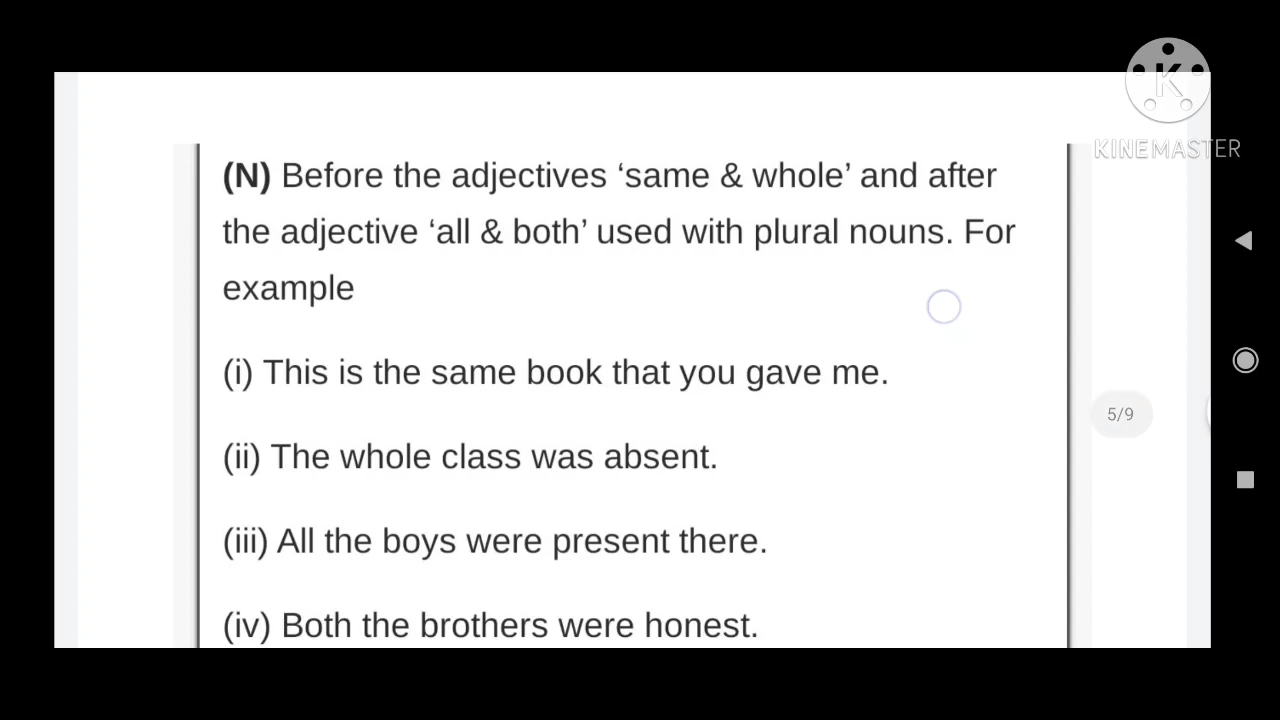 K
KINEMASTER
(N) Before the adjectives ‘same & whole’ and after
the adjective ‘all & both’ used with plural nouns. For
example
(i) This is the same book that you gave me.
5/9
(ii) The whole class was absent.
(iii) All the boys were present there.
(iv) Both the brothers were honest.